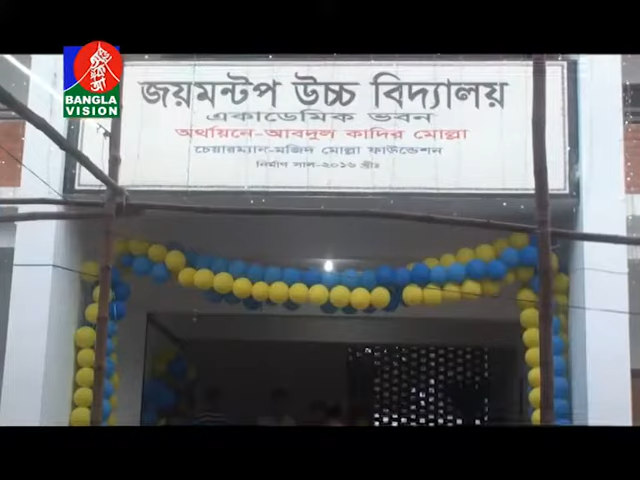 BANGLA
VISION
জয়মন্টপ উচ্চ বিদ্যালয়
একাডেমিক ভবন
অর্থায়নে-আবদুল কাদির মোল্লা
চেয়ারম্যান-মজিদ মোল্লা ফাউন্ডেশন
নির্মাণ সাল-২০১৬ খ্রীঃ